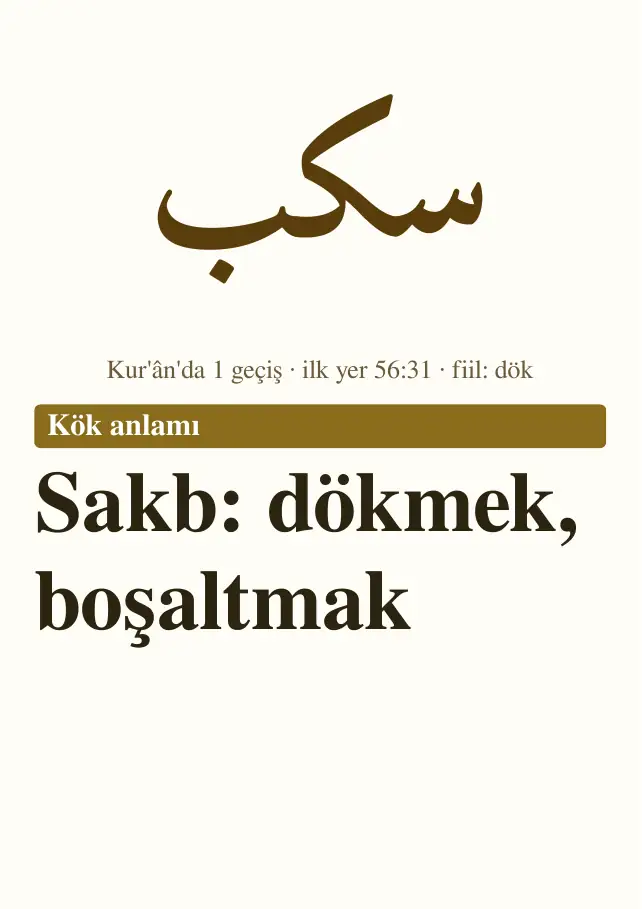 سكب
Kur'ân'da 1 geçiş · ilk yer 56:31 · fiil: dök
Kök anlamı
Sakb: dökmek,
boşaltmak